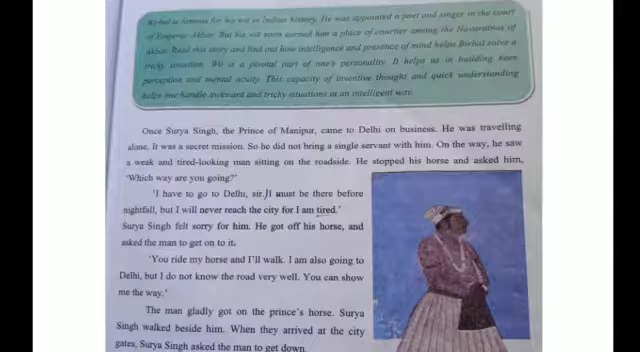 Birbal is famous for his wit in Indian history. He was appointed a poet and singer in the court
of Emperor Akbar. But his wit soon earned him a place of courtier among the Navaratnas of
Akbar. Read this story and find out how intelligence and presence of mind helps Birbal solve a
tricky situation. Wit is a pivotal part of one's personality. It helps us in building keen
perception and mental acuity. This capacity of inventive thought and quick understanding
helps one handle awkward and tricky situations in an intelligent way.
Once Surya Singh, the Prince of Manipur, came to Delhi on business. He was travelling
alone. It was a secret mission. So he did not bring a single servant with him. On the way, he saw
a weak and tired-looking man sitting on the roadside. He stopped his horse and asked him,
'Which way are you going?'
'I have to go to Delhi, sir. I must be there before
nightfall, but I will never reach the city for I am tired.'
Surya Singh felt sorry for him. He got off his horse, and
asked the man to get on to it.
'You ride my horse and I'll walk. I am also going to
Delhi, but I do not know the road very well. You can show
me the way.'
The man gladly got on the prince's horse. Surya
Singh walked beside him. When they arrived at the city
gates, Surya Singh asked the man to get down.